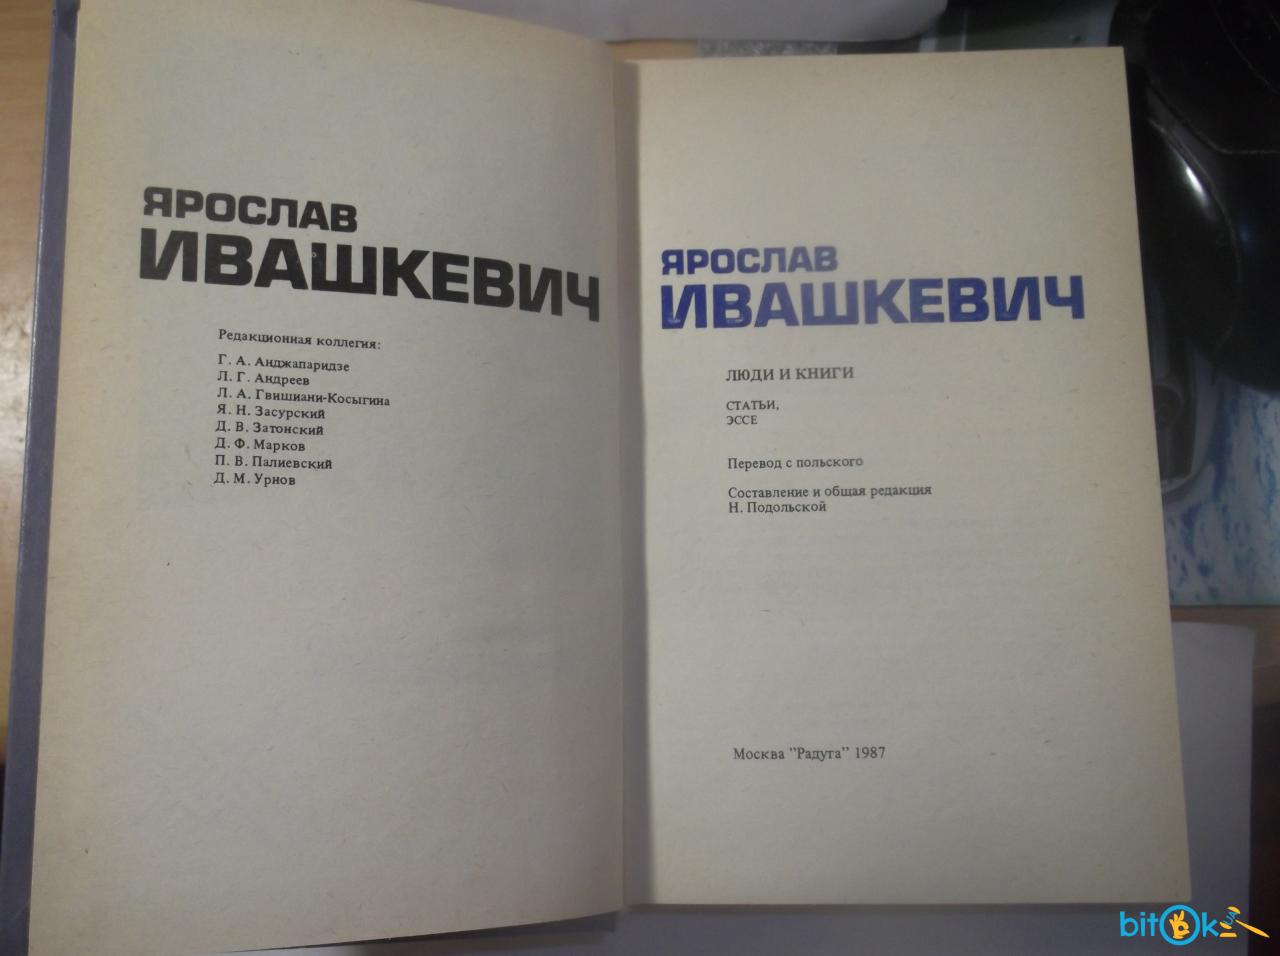 ЯРОСЛАВ
ИВАШКЕВИЧ
Редакционная коллегия:
Г. А. Анджапаридзе
Л. Г. Андреев
Л. А. Гвишиани-Косыгина
Я. Н. Засурский
Д. В. Затонский
Д. Ф. Марков
П. В. Палиевский
Д. М. Урнов
ЯРОСЛАВ
ИВАШКЕВИЧ
ЛЮДИ И КНИГИ
СТАТЬИ,
ЭССЕ
Перевод с польского
Составление и общая редакция
Н. Подольской
Москва "Радуга" 1987
bitOk UA